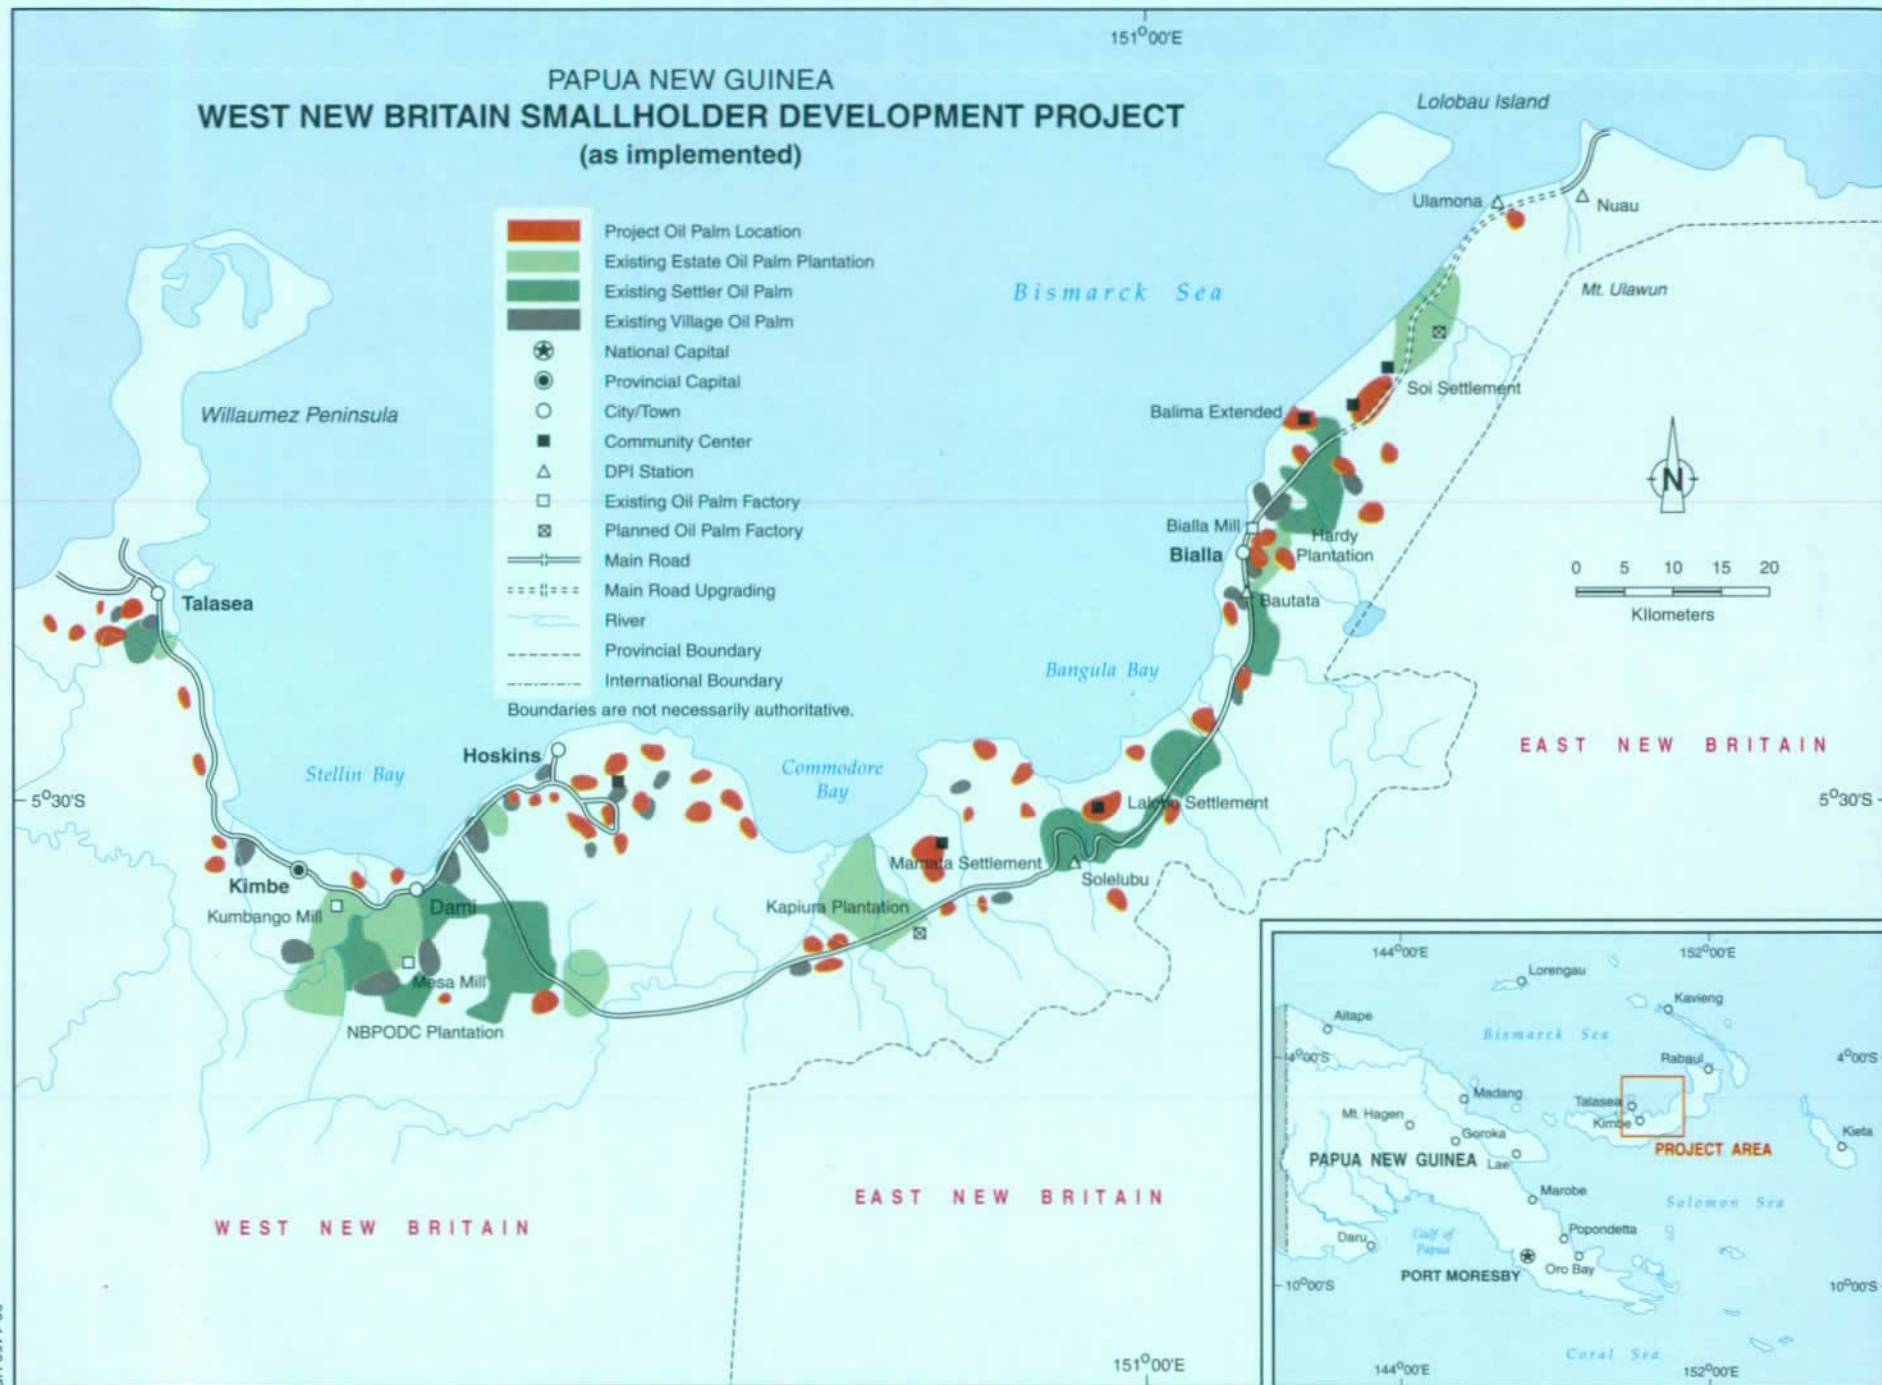 151°00'E
PAPUA NEW GUINEA
WEST NEW BRITAIN SMALLHOLDER DEVELOPMENT PROJECT
(as implemented)
Project Oil Palm Location
Existing Estate Oil Palm Plantation
Existing Settler Oil Palm
Existing Village Oil Palm
National Capital
Provincial Capital
City/Town
Community Center
DPI Station
Existing Oil Palm Factory
Planned Oil Palm Factory
Main Road
Main Road Upgrading
River
Provincial Boundary
International Boundary
Boundaries are not necessarily authoritative.
Lolobau Island
Ulamona
Nuau
Bismarck Sea
Mt. Ulawun
Soi Settlement
Willaumez Peninsula
Balima Extended
N
Bialla Mill
Hardy
Plantation
Bialla
0 5 10 15 20
KIlometers
Bautata
Talasea
Bangula Bay
EAST NEW BRITAIN
Hoskins
Stellin Bay
Commodore
Bay
5°30'S
5°30'S
Lalopo Settlement
Mamata Settlement
Solelubu
Kimbe
Kumbango Mill
Dami
Kapiura Plantation
Mesa Mill
NBPODC Plantation
EAST NEW BRITAIN
WEST NEW BRITAIN
151°00'E
144°00'E
152°00'E
Lorengau
Kavieng
Aitape
Bismarck Sea
4°00'S
4°00'S
Rabaul
Madang
Talasea
Mt. Hagen
Kimbe
Goroka
Kieta
PROJECT AREA
PAPUA NEW GUINEA
Lae
Marobe
Solomon Sea
Popondetta
Daru
Gulf of
Papua
Oro Bay
PORT MORESBY
10°00'S
10°00'S
Coral Sea
144°00'E
152°00'E